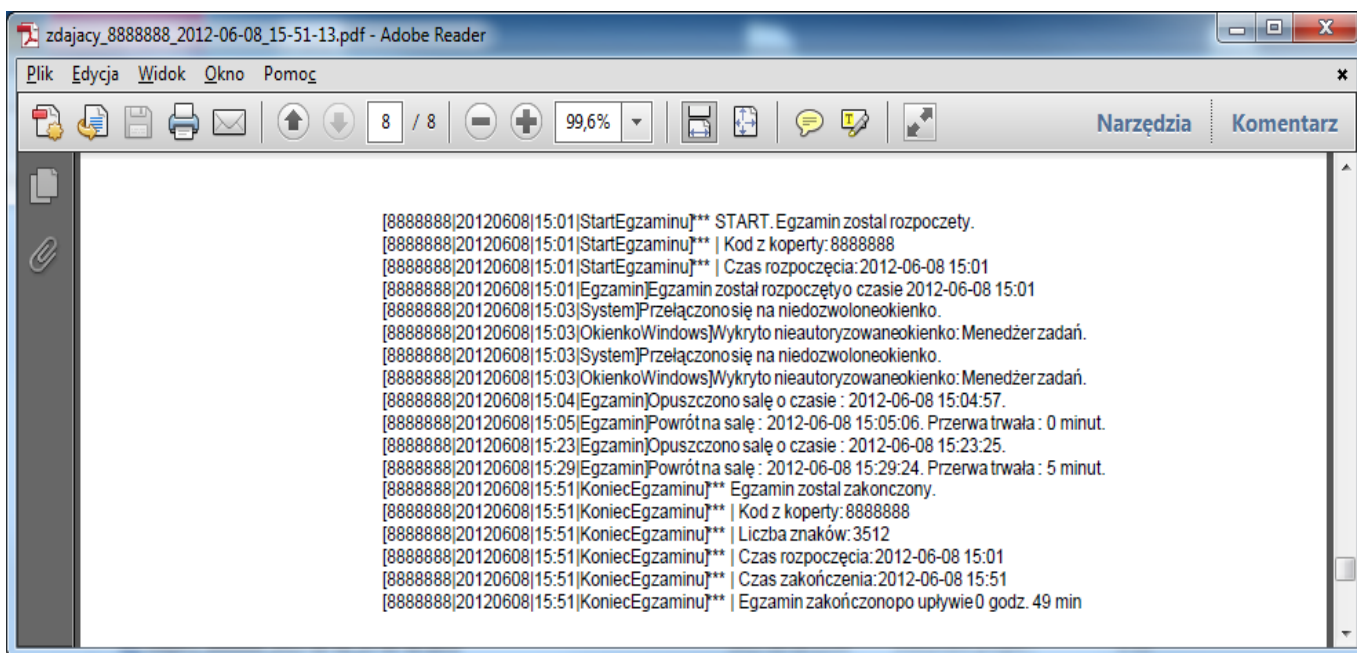 zdajacy_8888888_2012-06-08_15-51-13.pdf - Adobe Reader
Plik Edycja Widok Okno Pomoc
8 / 8 99,6% Narzędzia Komentarz
[8888888|20120608|15:01|StartEgzaminu]*** START. Egzamin zostal rozpoczety.
[8888888|20120608|15:01|StartEgzaminu]*** | Kod z koperty: 8888888
[8888888|20120608|15:01|StartEgzaminu]*** | Czas rozpoczęcia: 2012-06-08 15:01
[8888888|20120608|15:01|Egzamin]Egzamin został rozpoczęty o czasie 2012-06-08 15:01
[8888888|20120608|15:03|System]Przełączono się na niedozwolone okienko.
[8888888|20120608|15:03|OkienkoWindows]Wykryto nieautoryzowane okienko: Menedżer zadań.
[8888888|20120608|15:03|System]Przełączono się na niedozwolone okienko.
[8888888|20120608|15:03|OkienkoWindows]Wykryto nieautoryzowane okienko: Menedżer zadań.
[8888888|20120608|15:04|Egzamin]Opuszczono salę o czasie : 2012-06-08 15:04:57.
[8888888|20120608|15:05|Egzamin]Powrót na salę : 2012-06-08 15:05:06. Przerwa trwała : 0 minut.
[8888888|20120608|15:23|Egzamin]Opuszczono salę o czasie : 2012-06-08 15:23:25.
[8888888|20120608|15:29|Egzamin]Powrót na salę : 2012-06-08 15:29:24. Przerwa trwała : 5 minut.
[8888888|20120608|15:51|KoniecEgzaminu]*** Egzamin zostal zakonczony.
[8888888|20120608|15:51|KoniecEgzaminu]*** | Kod z koperty: 8888888
[8888888|20120608|15:51|KoniecEgzaminu]*** | Liczba znaków: 3512
[8888888|20120608|15:51|KoniecEgzaminu]*** | Czas rozpoczęcia: 2012-06-08 15:01
[8888888|20120608|15:51|KoniecEgzaminu]*** | Czas zakończenia: 2012-06-08 15:51
[8888888|20120608|15:51|KoniecEgzaminu]*** | Egzamin zakończono po upływie 0 godz. 49 min